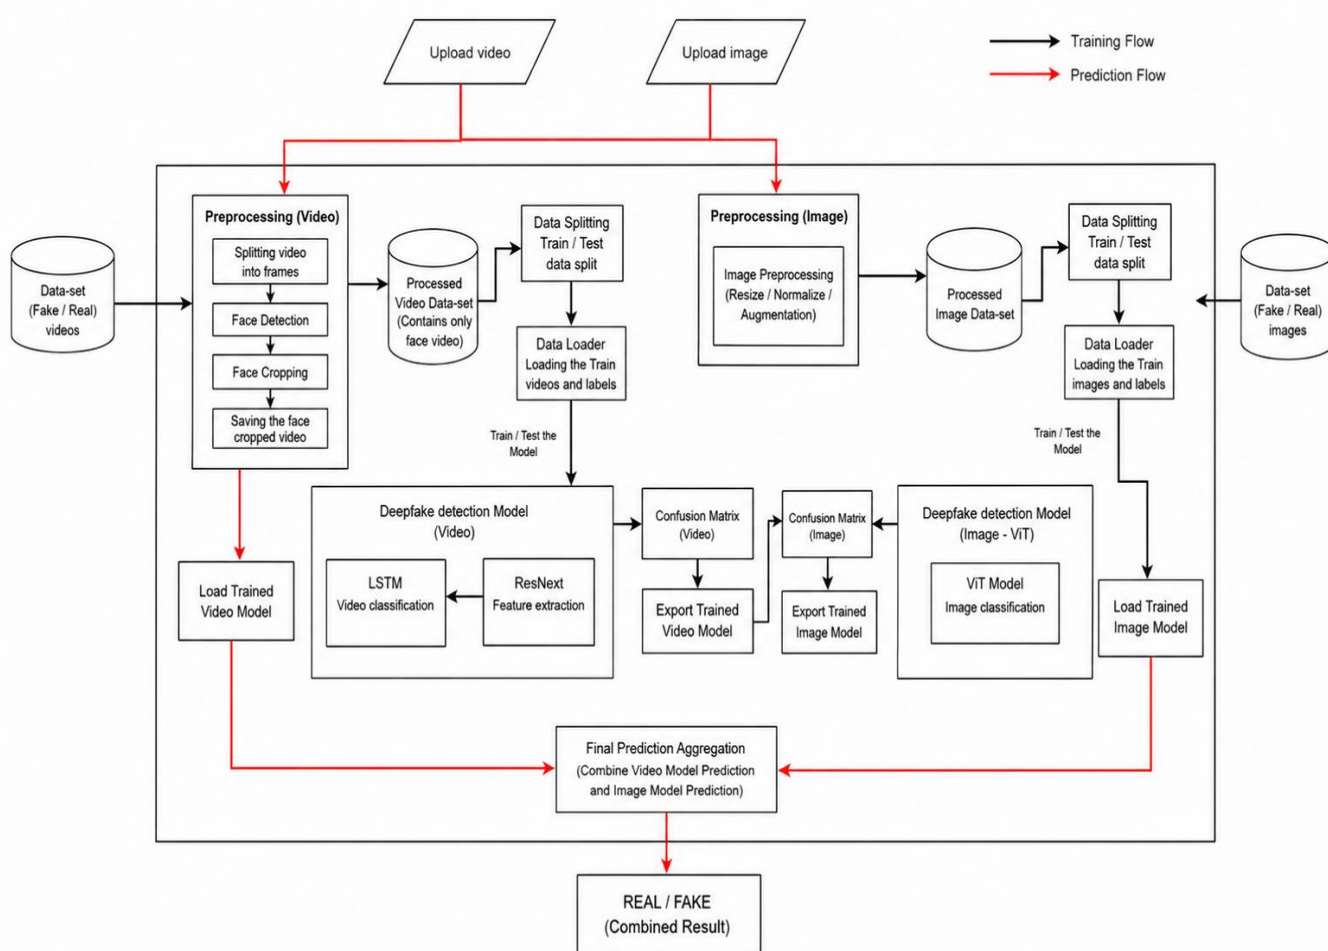 Upload video
Upload image
Training Flow
Prediction Flow
Data-set
(Fake / Real)
videos
Preprocessing (Video)
Splitting video
into frames
Face Detection
Face Cropping
Saving the face
cropped video
Processed
Video Data-set
(Contains only
face video)
Data Splitting
Train / Test
data split
Data Loader
Loading the Train
videos and labels
Train / Test the
Model
Preprocessing (Image)
Image Preprocessing
(Resize / Normalize /
Augmentation)
Processed
Image Data-set
Data Splitting
Train / Test
data split
Data Loader
Loading the Train
images and labels
Train / Test the
Model
Data-set
(Fake / Real)
images
Load Trained
Video Model
Deepfake detection Model
(Video)
LSTM
Video classification
ResNext
Feature extraction
Confusion Matrix
(Video)
Export Trained
Video Model
Confusion Matrix
(Image)
Export Trained
Image Model
Deepfake detection Model
(Image - ViT)
ViT Model
Image classification
Load Trained
Image Model
Final Prediction Aggregation
(Combine Video Model Prediction
and Image Model Prediction)
REAL / FAKE
(Combined Result)